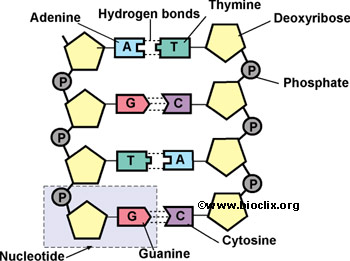 Adenine
Hydrogen bonds
Thymine
Deoxyribose
A
T
P
P
Phosphate
G
C
P
P
T
A
P
P
©www.bioclix.org
G
C
Nucleotide
Guanine
Cytosine